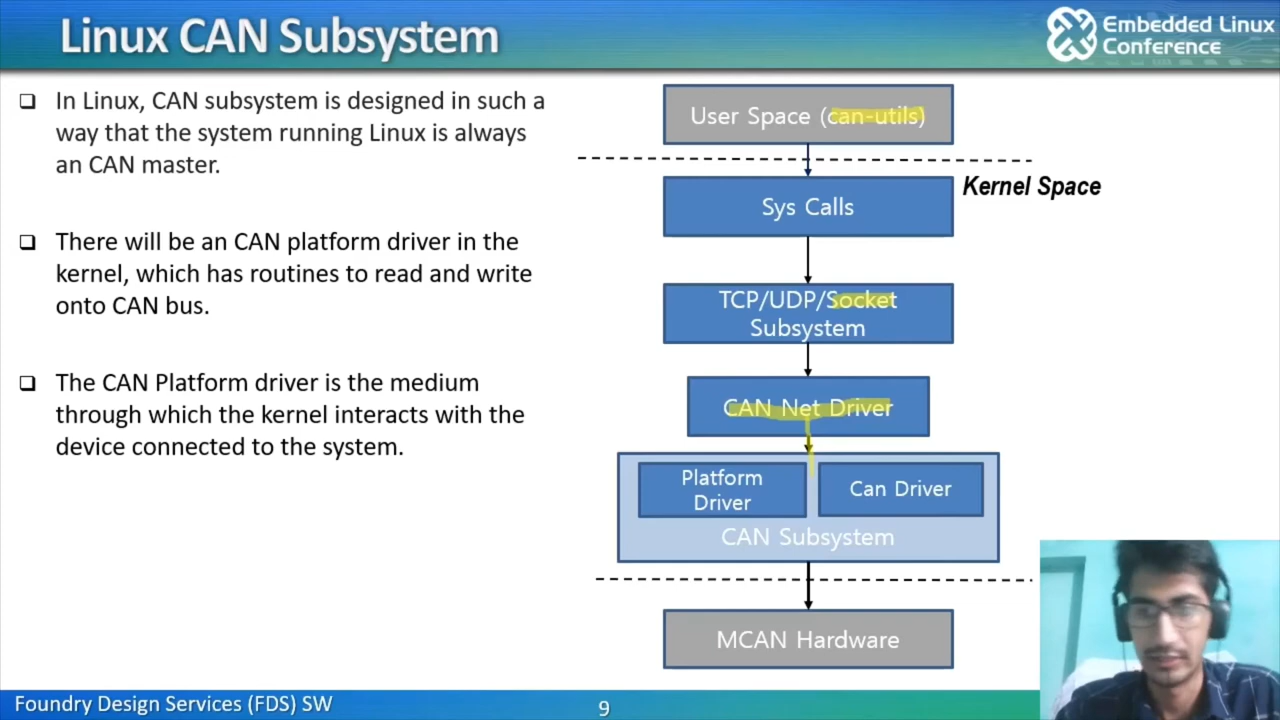 Linux CAN Subsystem
Embedded Linux
Conference
In Linux, CAN subsystem is designed in such a
way that the system running Linux is always
an CAN master.
There will be an CAN platform driver in the
kernel, which has routines to read and write
onto CAN bus.
The CAN Platform driver is the medium
through which the kernel interacts with the
device connected to the system.
User Space (can-utils)
Kernel Space
Sys Calls
TCP/UDP/Socket
Subsystem
CAN Net Driver
Platform
Driver
Can Driver
CAN Subsystem
MCAN Hardware
Foundry Design Services (FDS) SW
9